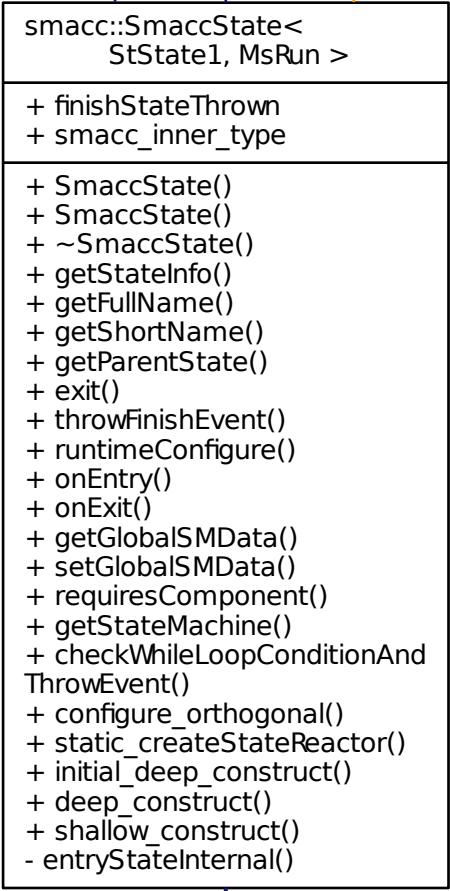 smacc::SmaccState<
StState1, MsRun >
+ finishStateThrown
+ smacc_inner_type
+ SmaccState()
+ SmaccState()
+ ~SmaccState()
+ getStateInfo()
+ getFullName()
+ getShortName()
+ getParentState()
+ exit()
+ throwFinishEvent()
+ runtimeConfigure()
+ onEntry()
+ onExit()
+ getGlobalSMData()
+ setGlobalSMData()
+ requiresComponent()
+ getStateMachine()
+ checkWhileLoopConditionAnd
ThrowEvent()
+ configure_orthogonal()
+ static_createStateReactor()
+ initial_deep_construct()
+ deep_construct()
+ shallow_construct()
- entryStateInternal()